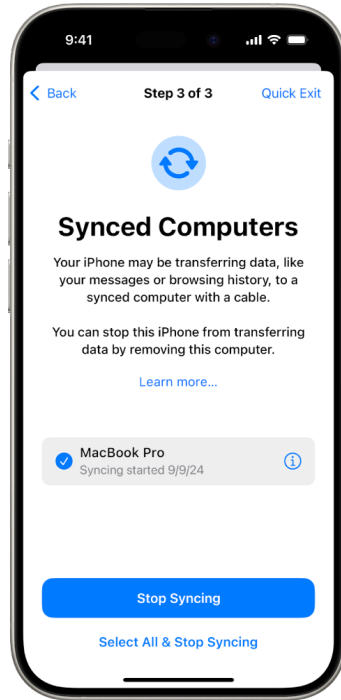 9:41
Back
Step 3 of 3
Quick Exit
Synced Computers
Your iPhone may be transferring data, like
your messages or browsing history, to a
synced computer with a cable.
You can stop this iPhone from transferring
data by removing this computer.
Learn more...
MacBook Pro
Syncing started 9/9/24
Stop Syncing
Select All & Stop Syncing